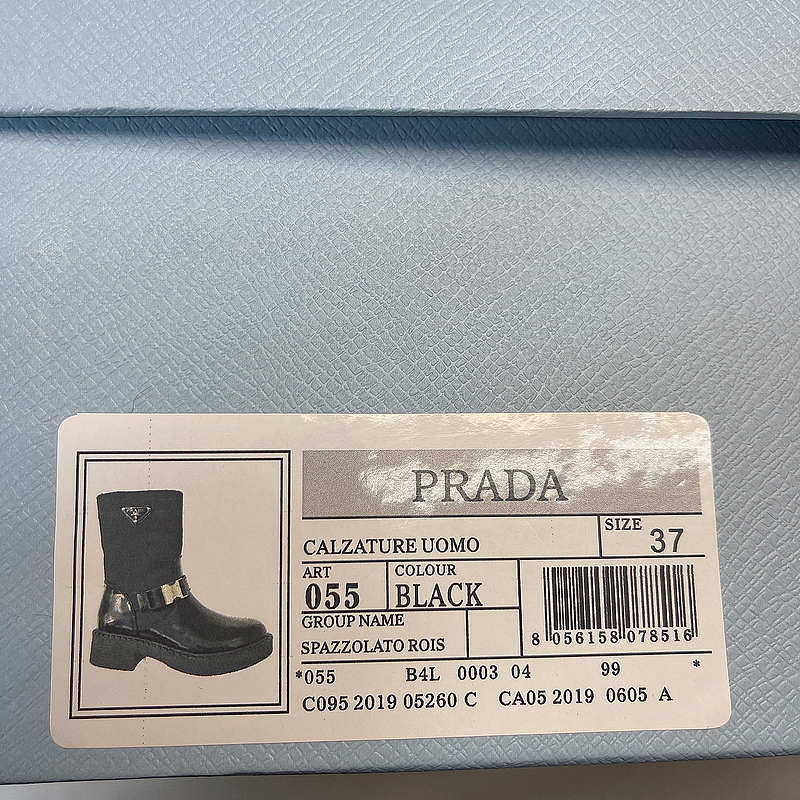 PRADA
PRADA
CALZATURE UOMO
SIZE
37
ART
055
COLOUR
BLACK
GROUP NAME
SPAZZOLATO ROIS
8 056158 078516
*055 B4L 0003 04 99 *
C095 2019 05260 C CA05 2019 0605 A